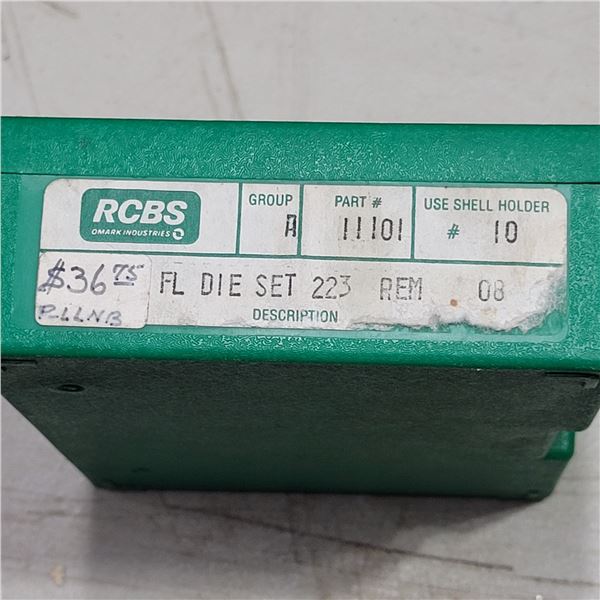 RCBS
OMARK INDUSTRIES
GROUP
A
PART #
11101
USE SHELL HOLDER
# 10
$36 75
P-LLNB
FL DIE SET 223 REM 08
DESCRIPTION